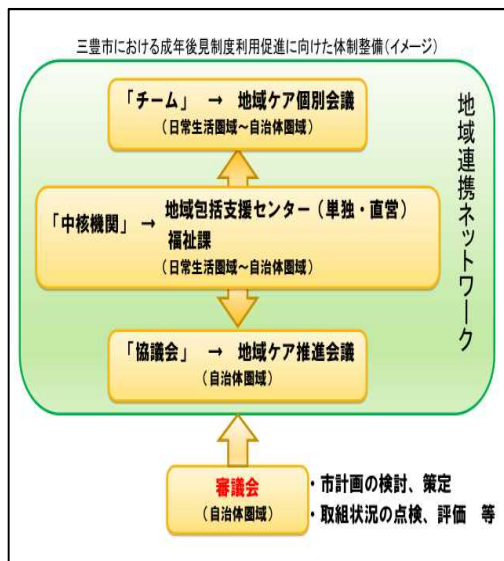 三豊市における成年後見制度利用促進に向けた体制整備(イメージ)
「チーム」 → 地域ケア個別会議
(日常生活圏域～自治体圏域)
「中核機関」 → 地域包括支援センター(単独・直営)
福祉課
(日常生活圏域～自治体圏域)
「協議会」 → 地域ケア推進会議
(自治体圏域)
地域連携ネットワーク
審議会
(自治体圏域)
・市計画の検討、策定
・取組状況の点検、評価 等